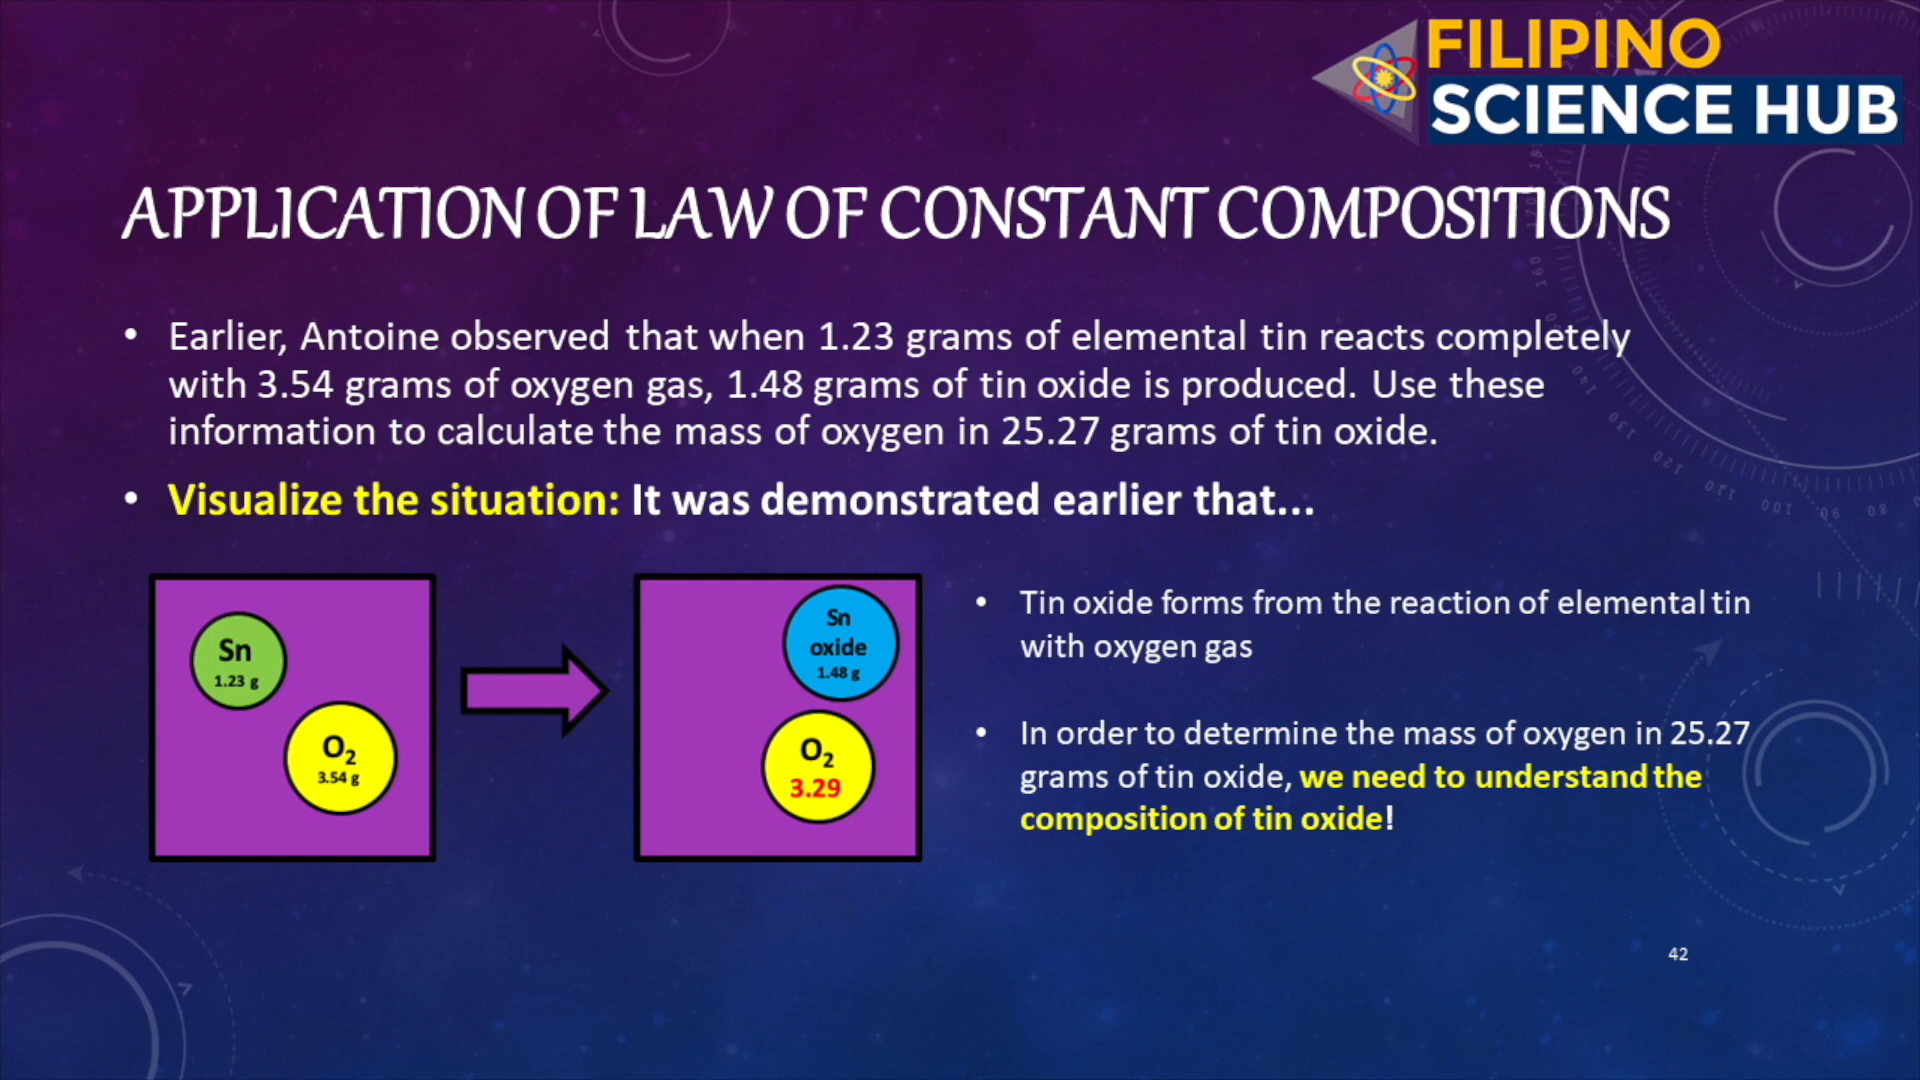 FILIPINO
SCIENCE HUB
APPLICATION OF LAW OF CONSTANT COMPOSITIONS
• Earlier, Antoine observed that when 1.23 grams of elemental tin reacts completely
with 3.54 grams of oxygen gas, 1.48 grams of tin oxide is produced. Use these
information to calculate the mass of oxygen in 25.27 grams of tin oxide.
• Visualize the situation: It was demonstrated earlier that...
Sn
1.23 g
O₂
3.54 g
Sn
oxide
1.48 g
O₂
3.29
• Tin oxide forms from the reaction of elemental tin
with oxygen gas
• In order to determine the mass of oxygen in 25.27
grams of tin oxide, we need to understand the
composition of tin oxide!
42